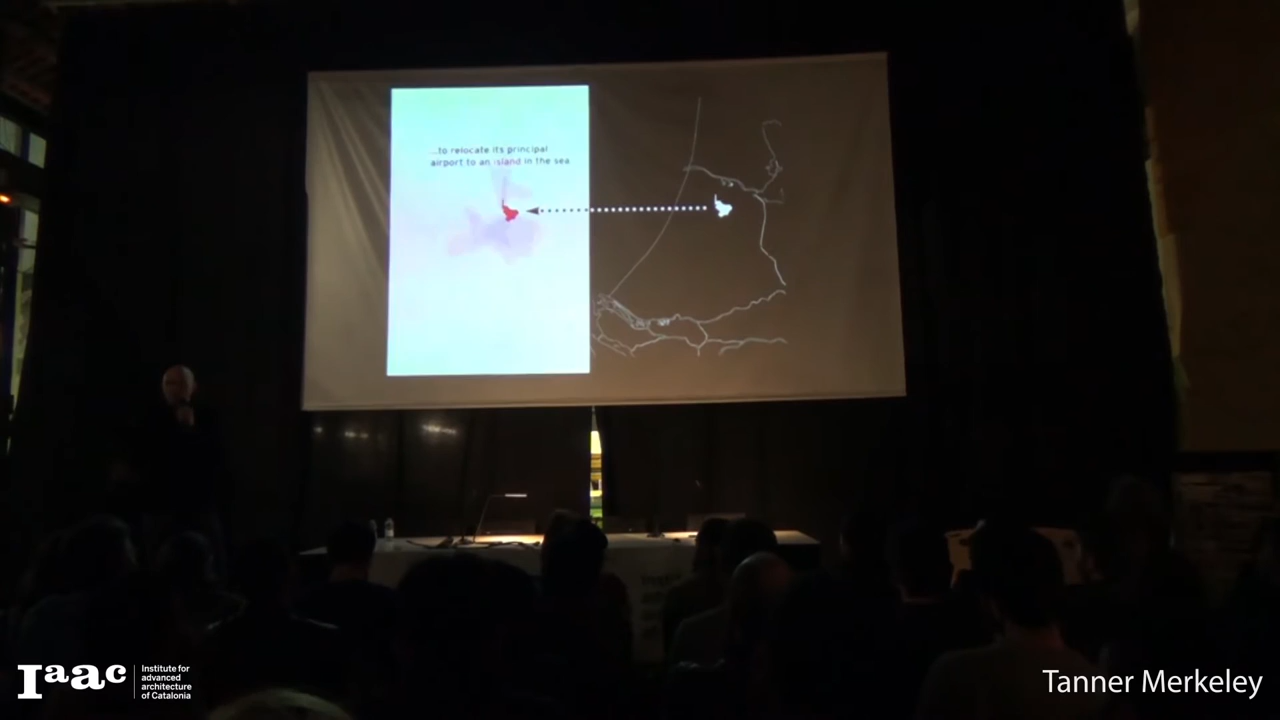 ...to relocate its principal
airport to an island in the sea
Iaac
Institute for
advanced
architecture
of Catalonia
Tanner Merkeley